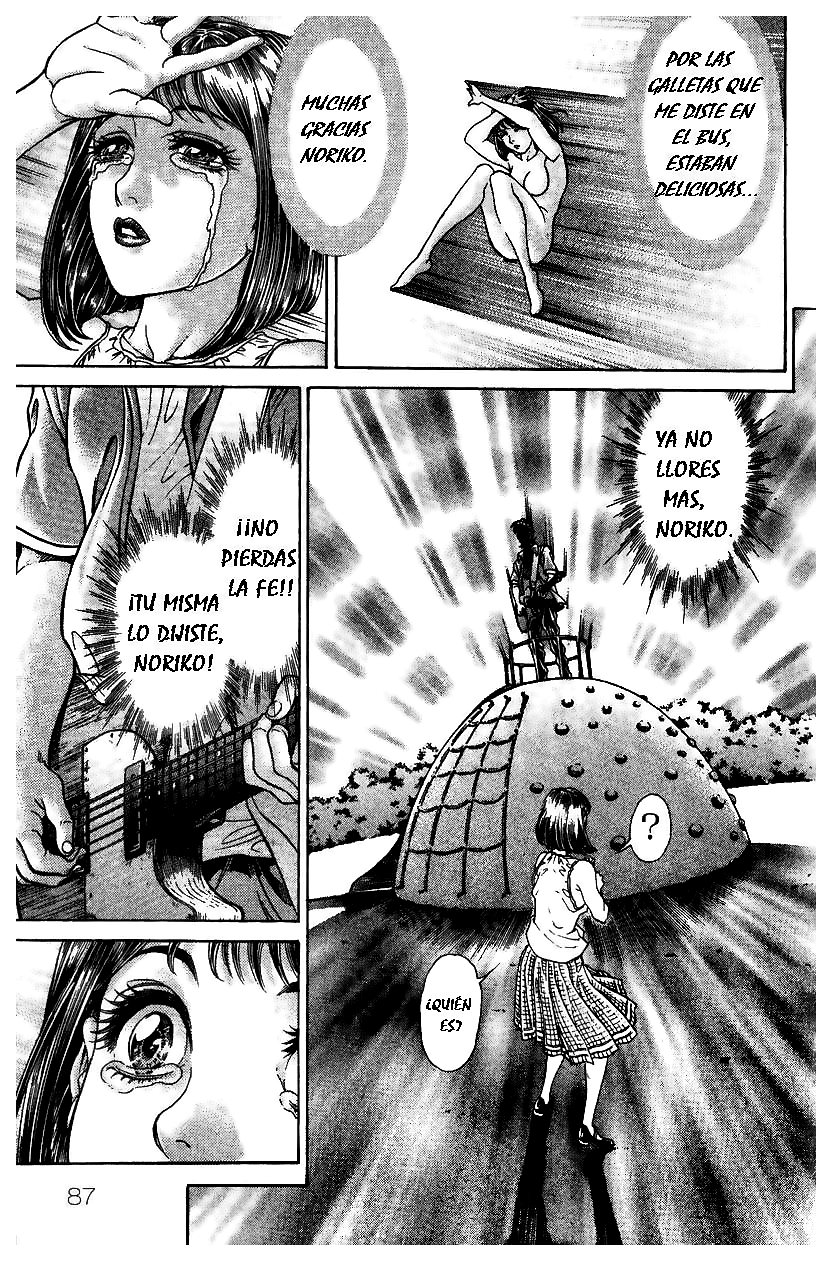 POR LAS
GALLETAS QUE
ME DISTE EN
EL BUS,
ESTABAN
DELICIOSAS...
MUCHAS
GRACIAS
NORIKO.
YA NO
LLORES
MAS,
NORIKO.
?
¿QUIÉN
ES?
¡¡NO
PIERDAS
LA FE!!
¡TU MISMA
LO DIJISTE,
NORIKO!
87